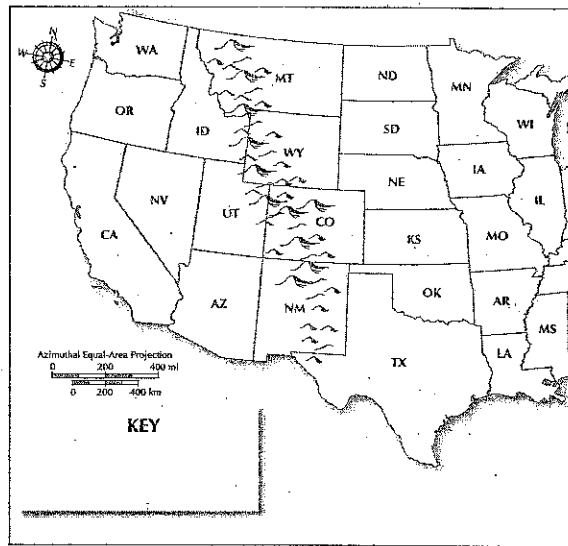 N
W
E
S
WA
MT
ND
MN
OR
ID
SD
WI
WY
IA
NE
NV
UT
IL
CO
CA
KS
MO
AZ
NM
OK
AR
MS
TX
LA
Azimuthal Equal-Area Projection
0 200 400 mi
0 200 400 km
KEY